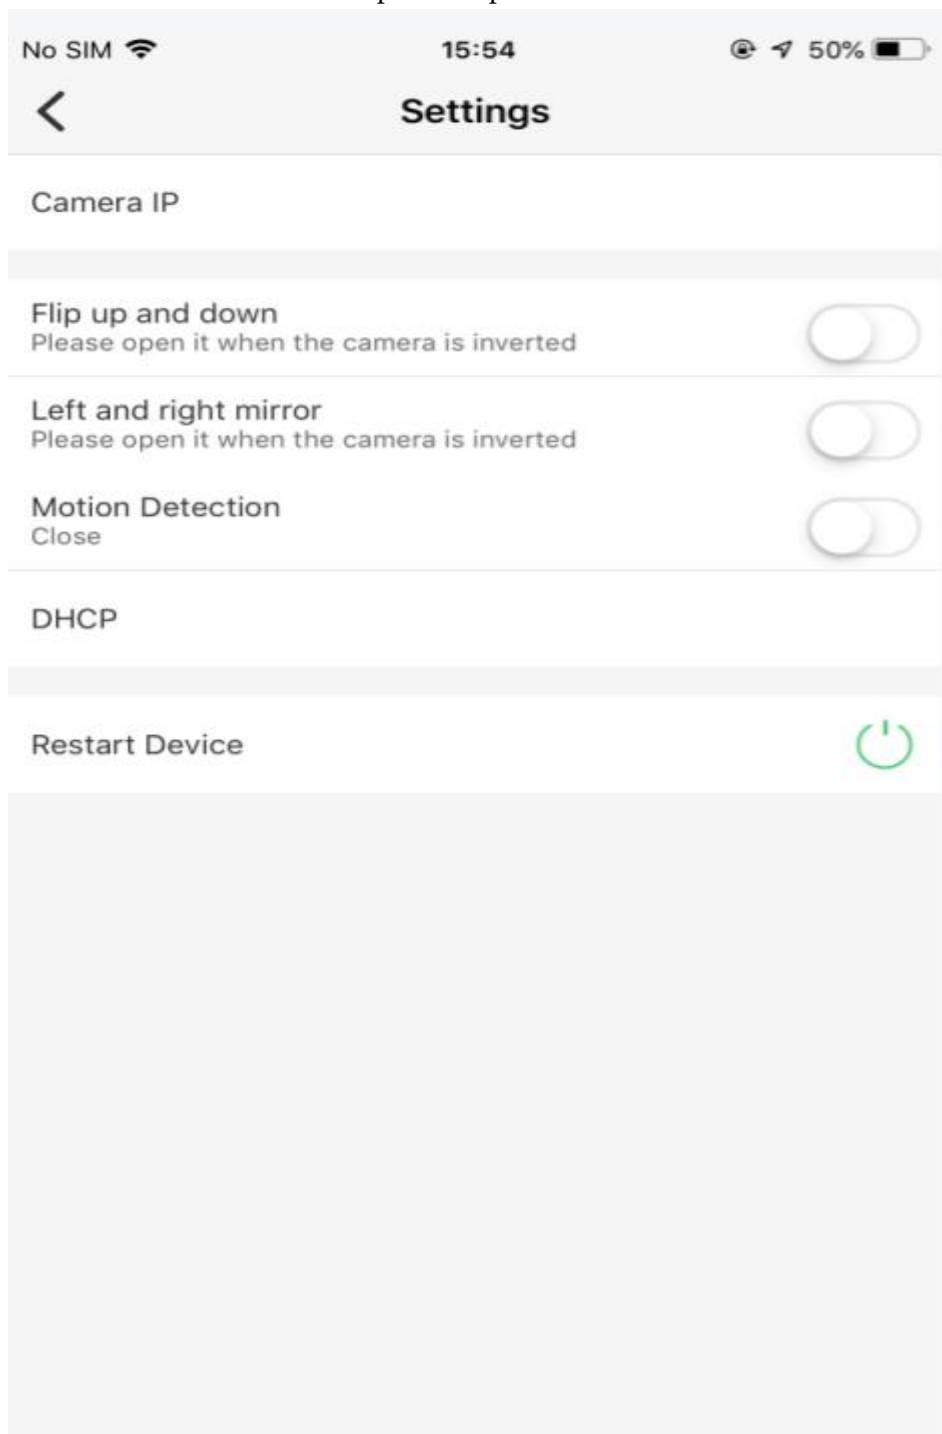 No SIM 15:54 50%
Settings
Camera IP
Flip up and down
Please open it when the camera is inverted
Left and right mirror
Please open it when the camera is inverted
Motion Detection
Close
DHCP
Restart Device